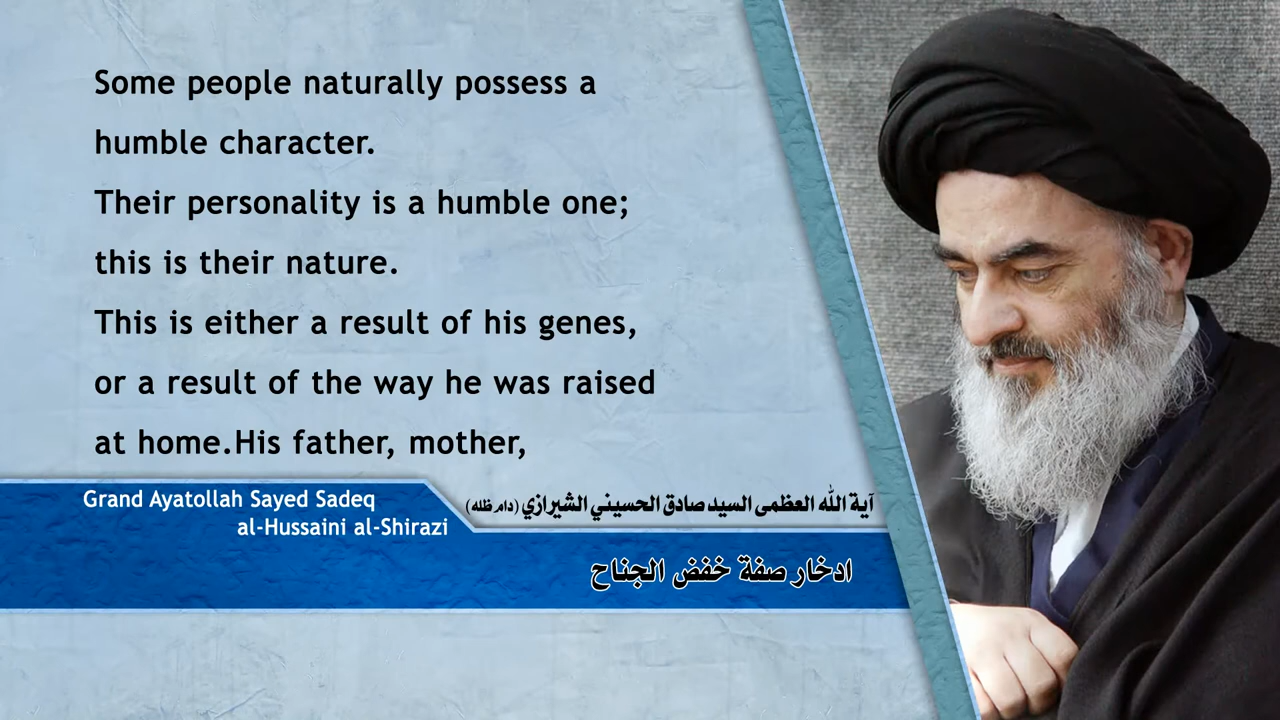 Some people naturally possess a
humble character.
Their personality is a humble one;
this is their nature.
This is either a result of his genes,
or a result of the way he was raised
at home.His father, mother,
Grand Ayatollah Sayed Sadeq
al-Hussaini al-Shirazi
آية الله العظمى السيد صادق الحسيني الشيرازي (دام ظله)
ادخار صفة خفض الجناح